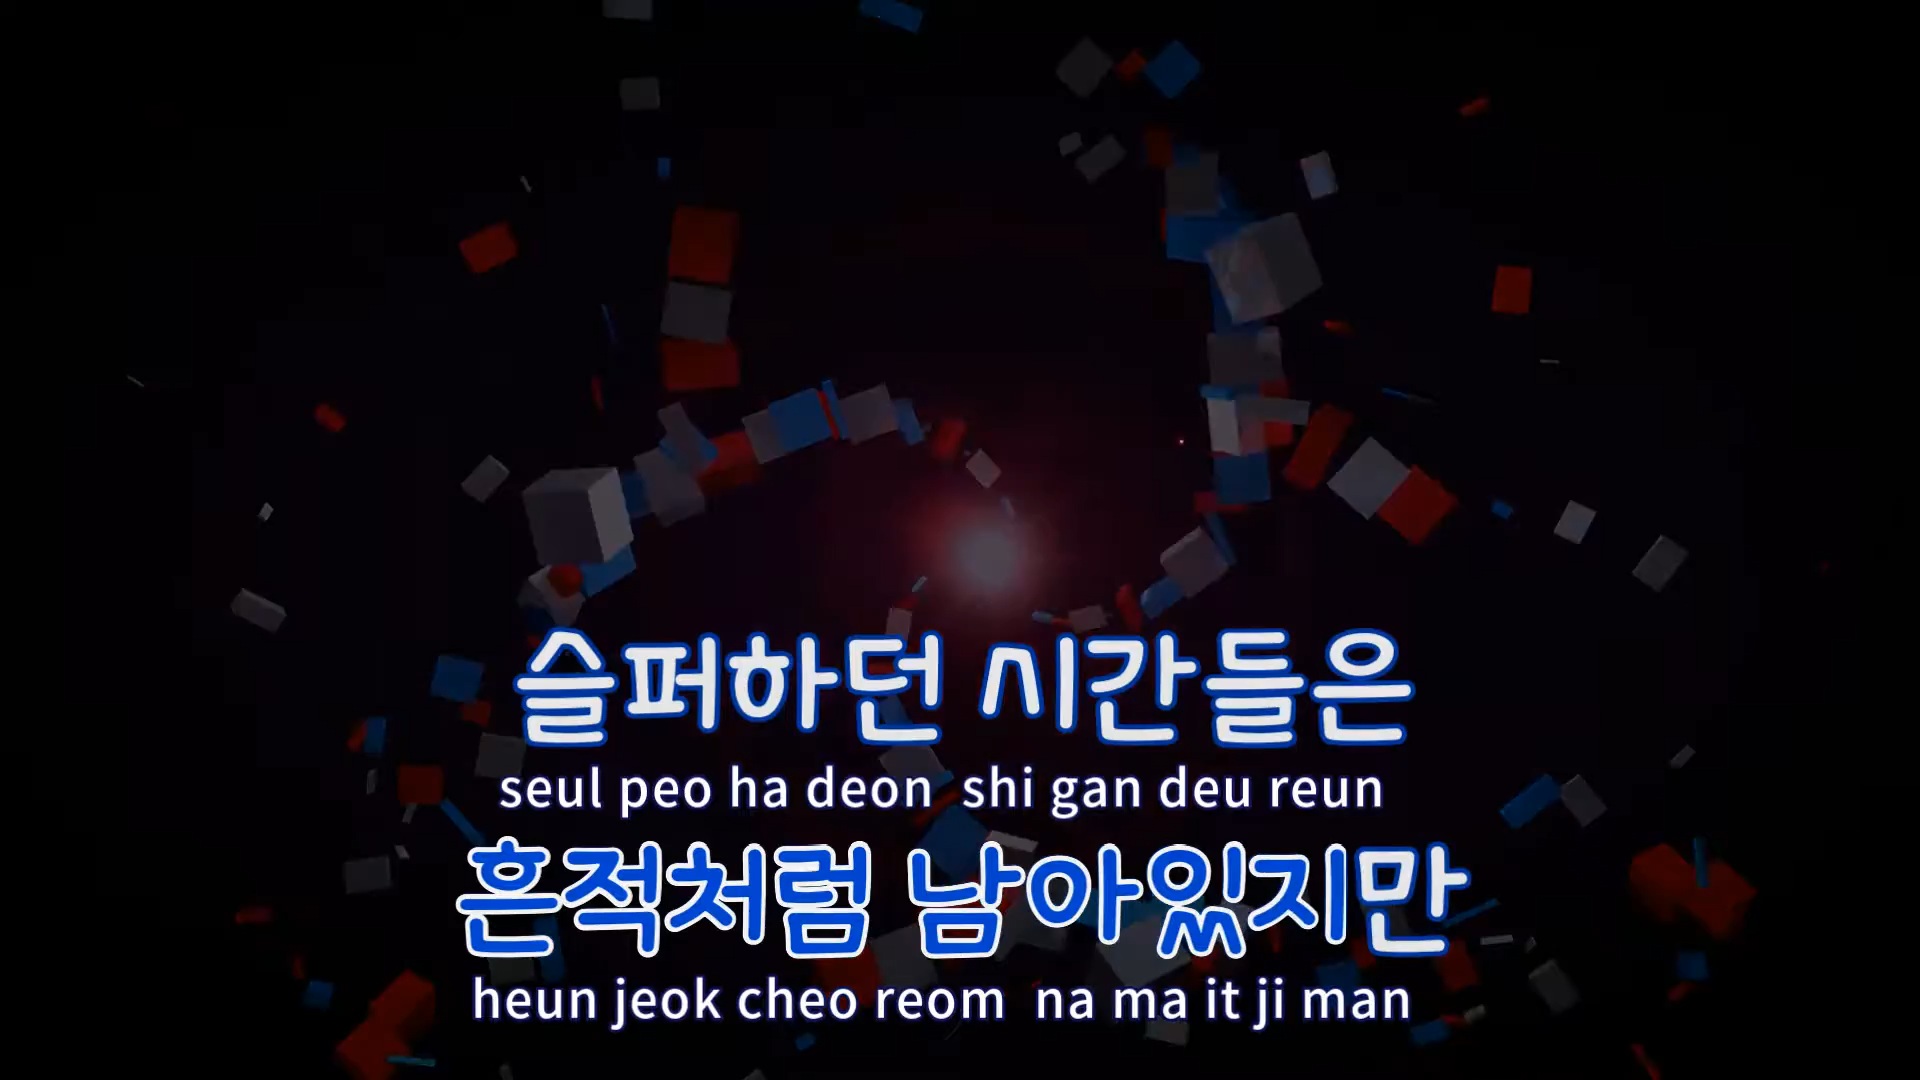 슬퍼하던 시간들은
seul peo ha deon shi gan deu reun
흔적처럼 남아있지만
heun jeok cheo reom na ma it ji man